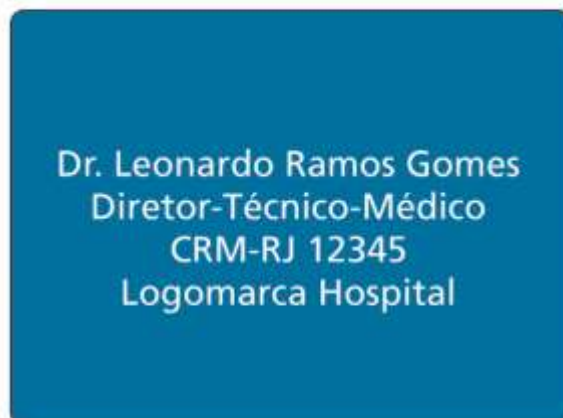 Dr. Leonardo Ramos Gomes
Diretor-Técnico-Médico
CRM-RJ 12345
Logomarca Hospital